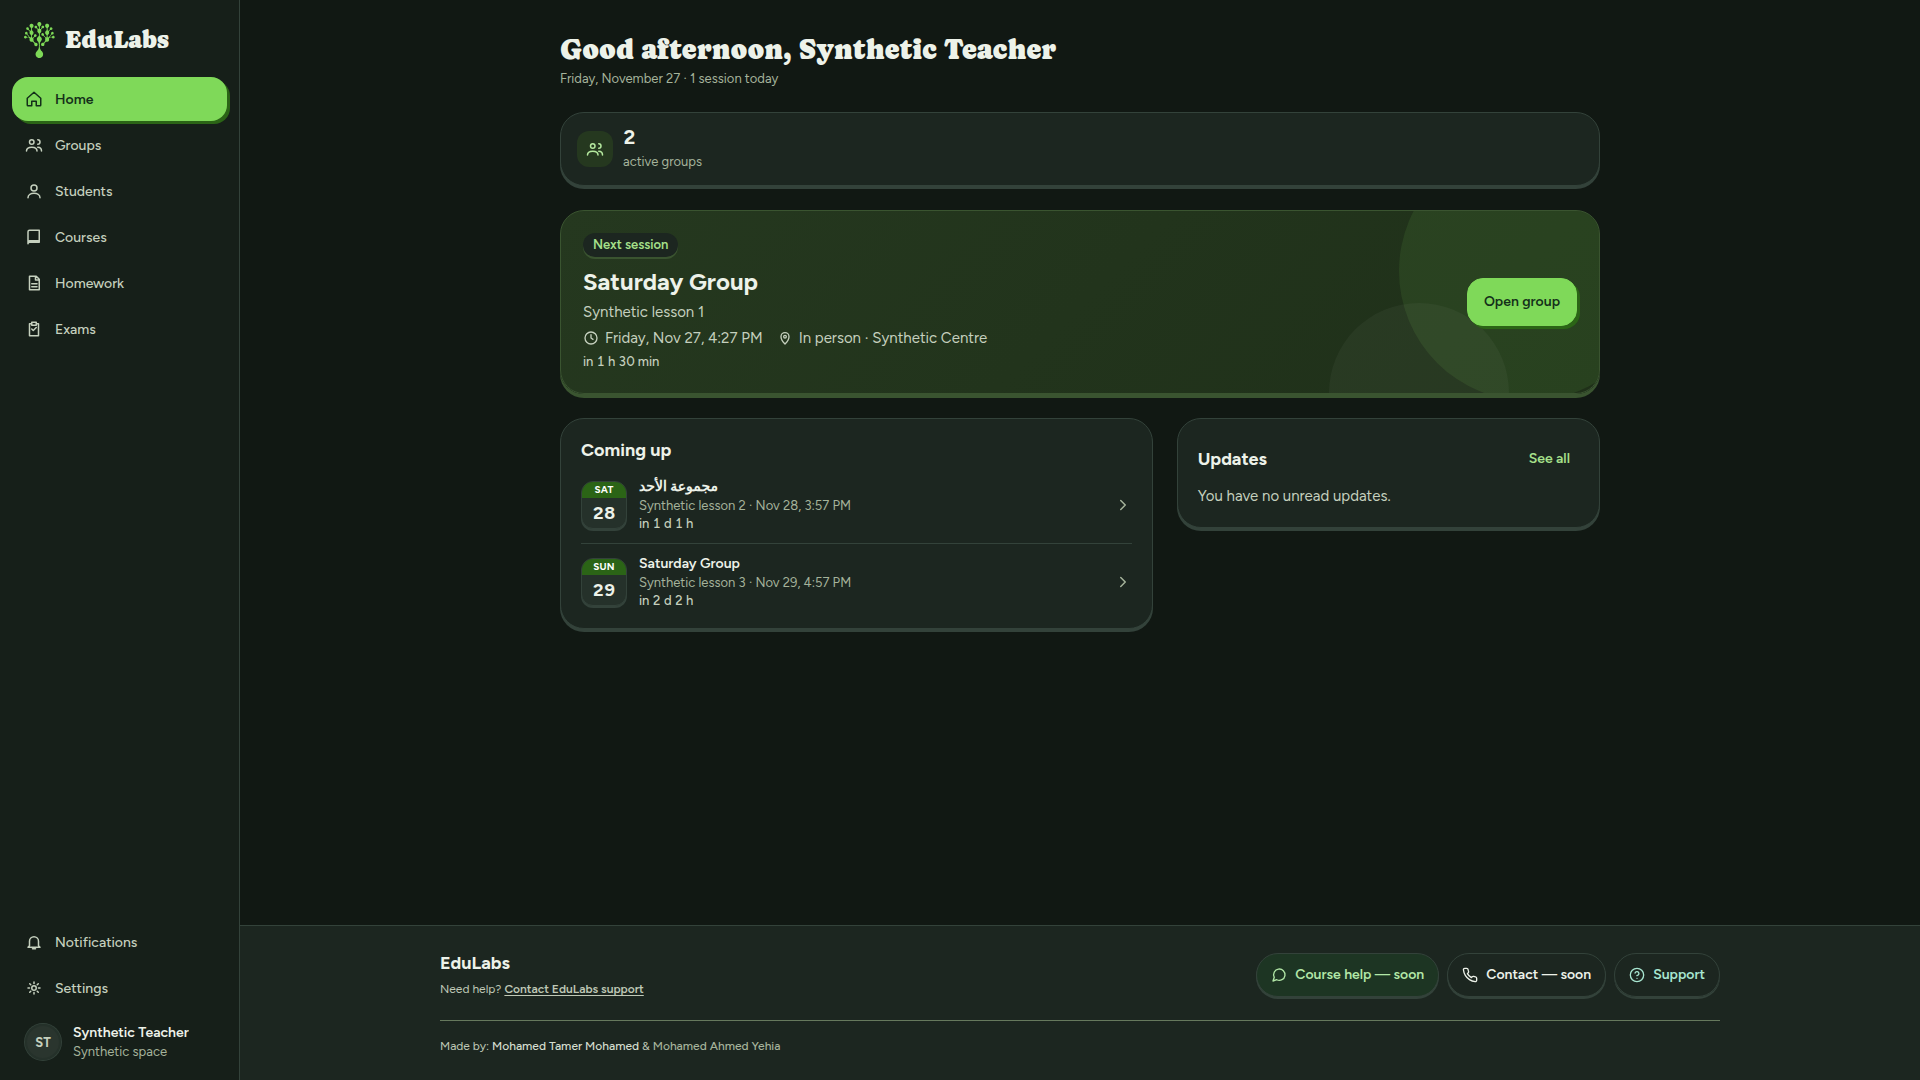 EduLabs
Home
Groups
Students
Courses
Homework
Exams
Notifications
Settings
ST
Synthetic Teacher
Synthetic space
Good afternoon, Synthetic Teacher
Friday, November 27 · 1 session today
2
active groups
Next session
Saturday Group
Synthetic lesson 1
Friday, Nov 27, 4:27 PM In person · Synthetic Centre
in 1 h 30 min
Open group
Coming up
SAT
28
مجموعة الأحد
Synthetic lesson 2 · Nov 28, 3:57 PM
in 1 d 1 h
SUN
29
Saturday Group
Synthetic lesson 3 · Nov 29, 4:57 PM
in 2 d 2 h
Updates
See all
You have no unread updates.
EduLabs
Need help? Contact EduLabs support
Course help — soon
Contact — soon
Support
Made by: Mohamed Tamer Mohamed & Mohamed Ahmed Yehia